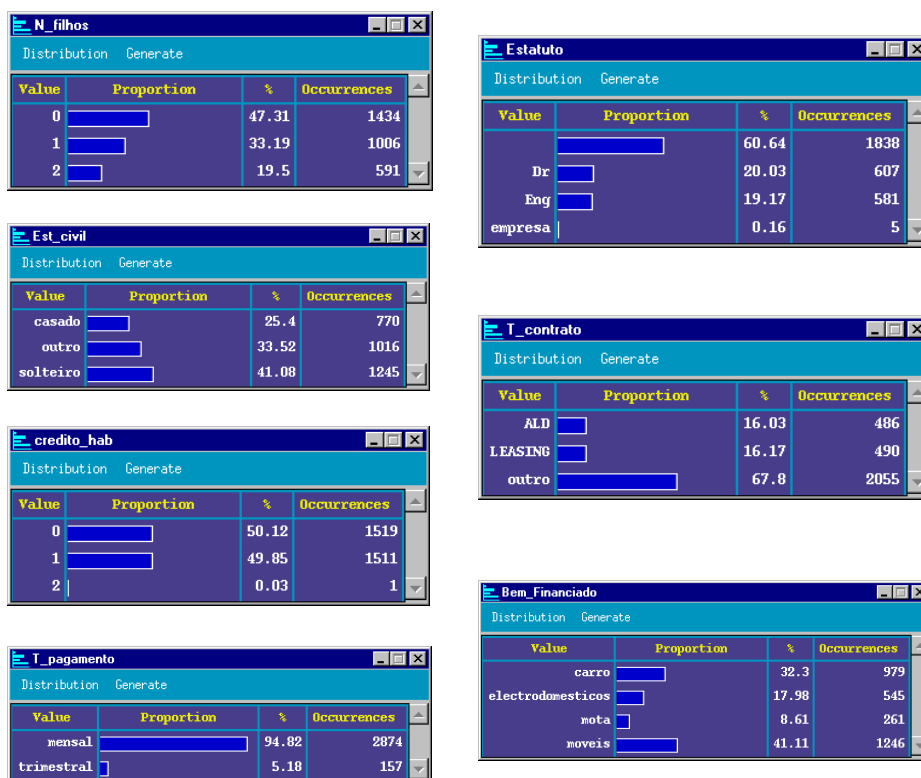 N_filhos
Distribution Generate
Value Proportion % Occurrences
0 47.31 1434
1 33.19 1006
2 19.5 591
Est_civil
Distribution Generate
Value Proportion % Occurrences
casado 25.4 770
outro 33.52 1016
solteiro 41.08 1245
credito_hab
Distribution Generate
Value Proportion % Occurrences
0 50.12 1519
1 49.85 1511
2 0.03 1
T_pagamento
Distribution Generate
Value Proportion % Occurrences
mensal 94.82 2874
trimestral 5.18 157
Estatuto
Distribution Generate
Value Proportion % Occurrences
60.64 1838
Dr 20.03 607
Eng 19.17 581
empresa 0.16 5
T_contrato
Distribution Generate
Value Proportion % Occurrences
ALD 16.03 486
LEASING 16.17 490
outro 67.8 2055
Bem_Financiado
Distribution Generate
Value Proportion % Occurrences
carro 32.3 979
electrodomesticos 17.98 545
mota 8.61 261
moveis 41.11 1246